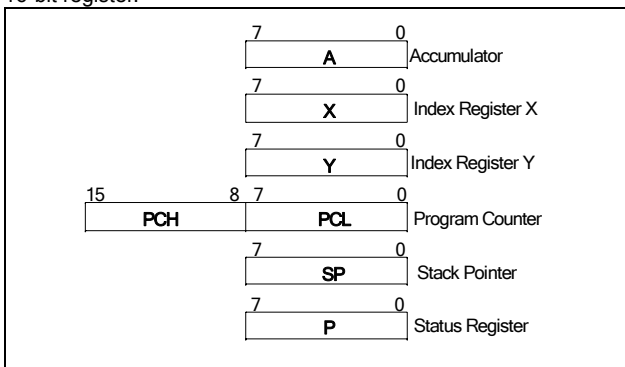 16-bit register.
7 0
A Accumulator
7 0
X Index Register X
7 0
Y Index Register Y
15 8 7 0
PCH PCL Program Counter
7 0
SP Stack Pointer
7 0
P Status Register